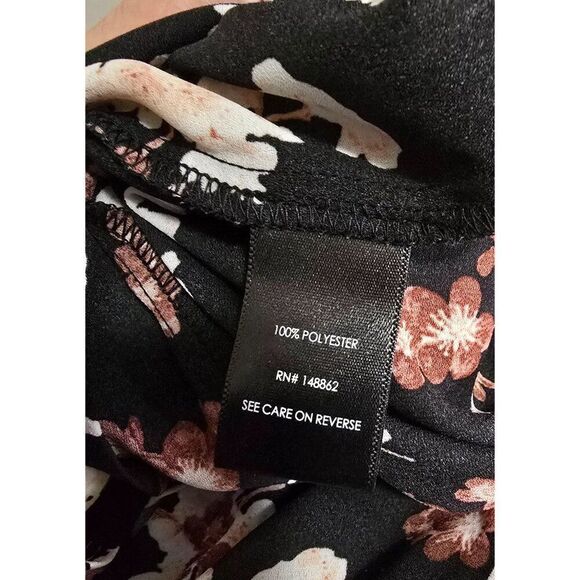 100% POLYESTER
RN# 148862
SEE CARE ON REVERSE